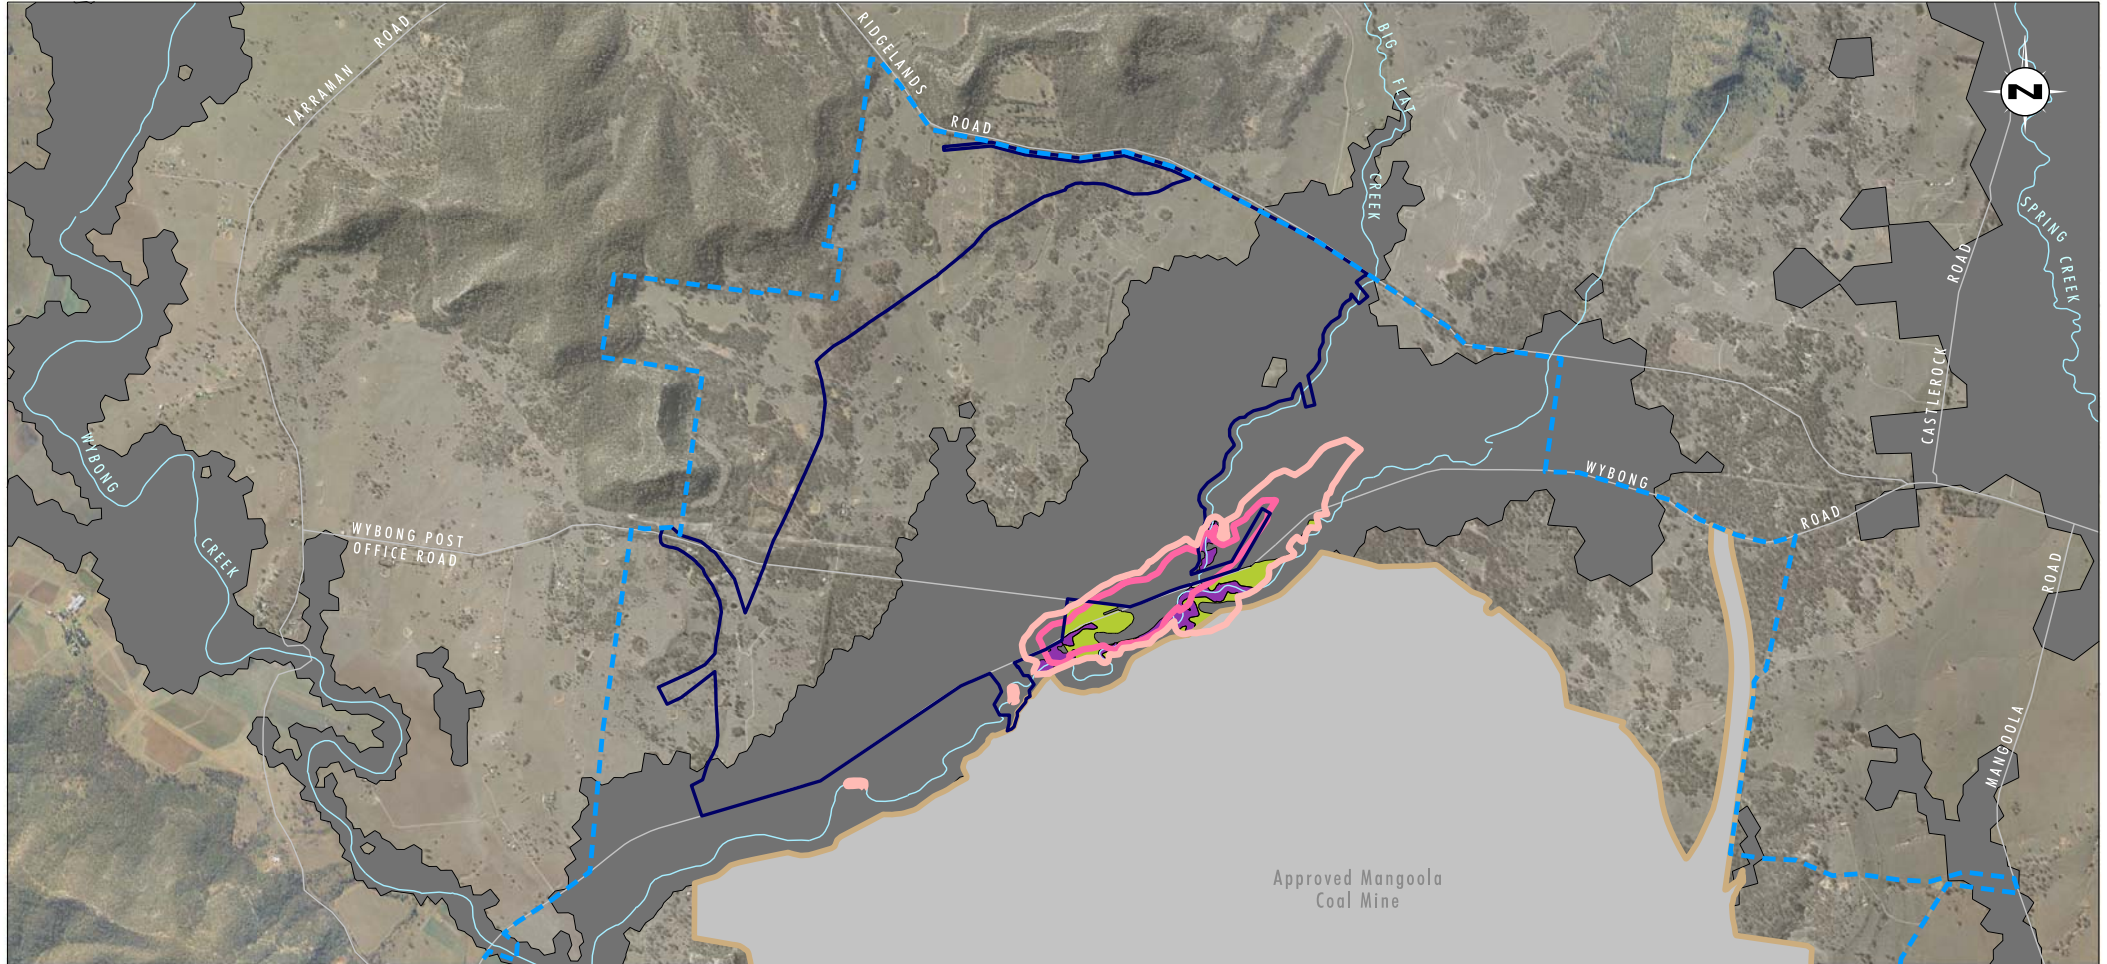 YARRAMAN ROAD
RIDGELANDS
ROAD
BIG FLAT
CREEK
N
SPRING CREEK
ROAD
CASTLEROCK
WYBONG
CREEK
WYBONG POST
OFFICE ROAD
WYBONG
ROAD
ROAD
MANGOOLA
Approved Mangoola
Coal Mine